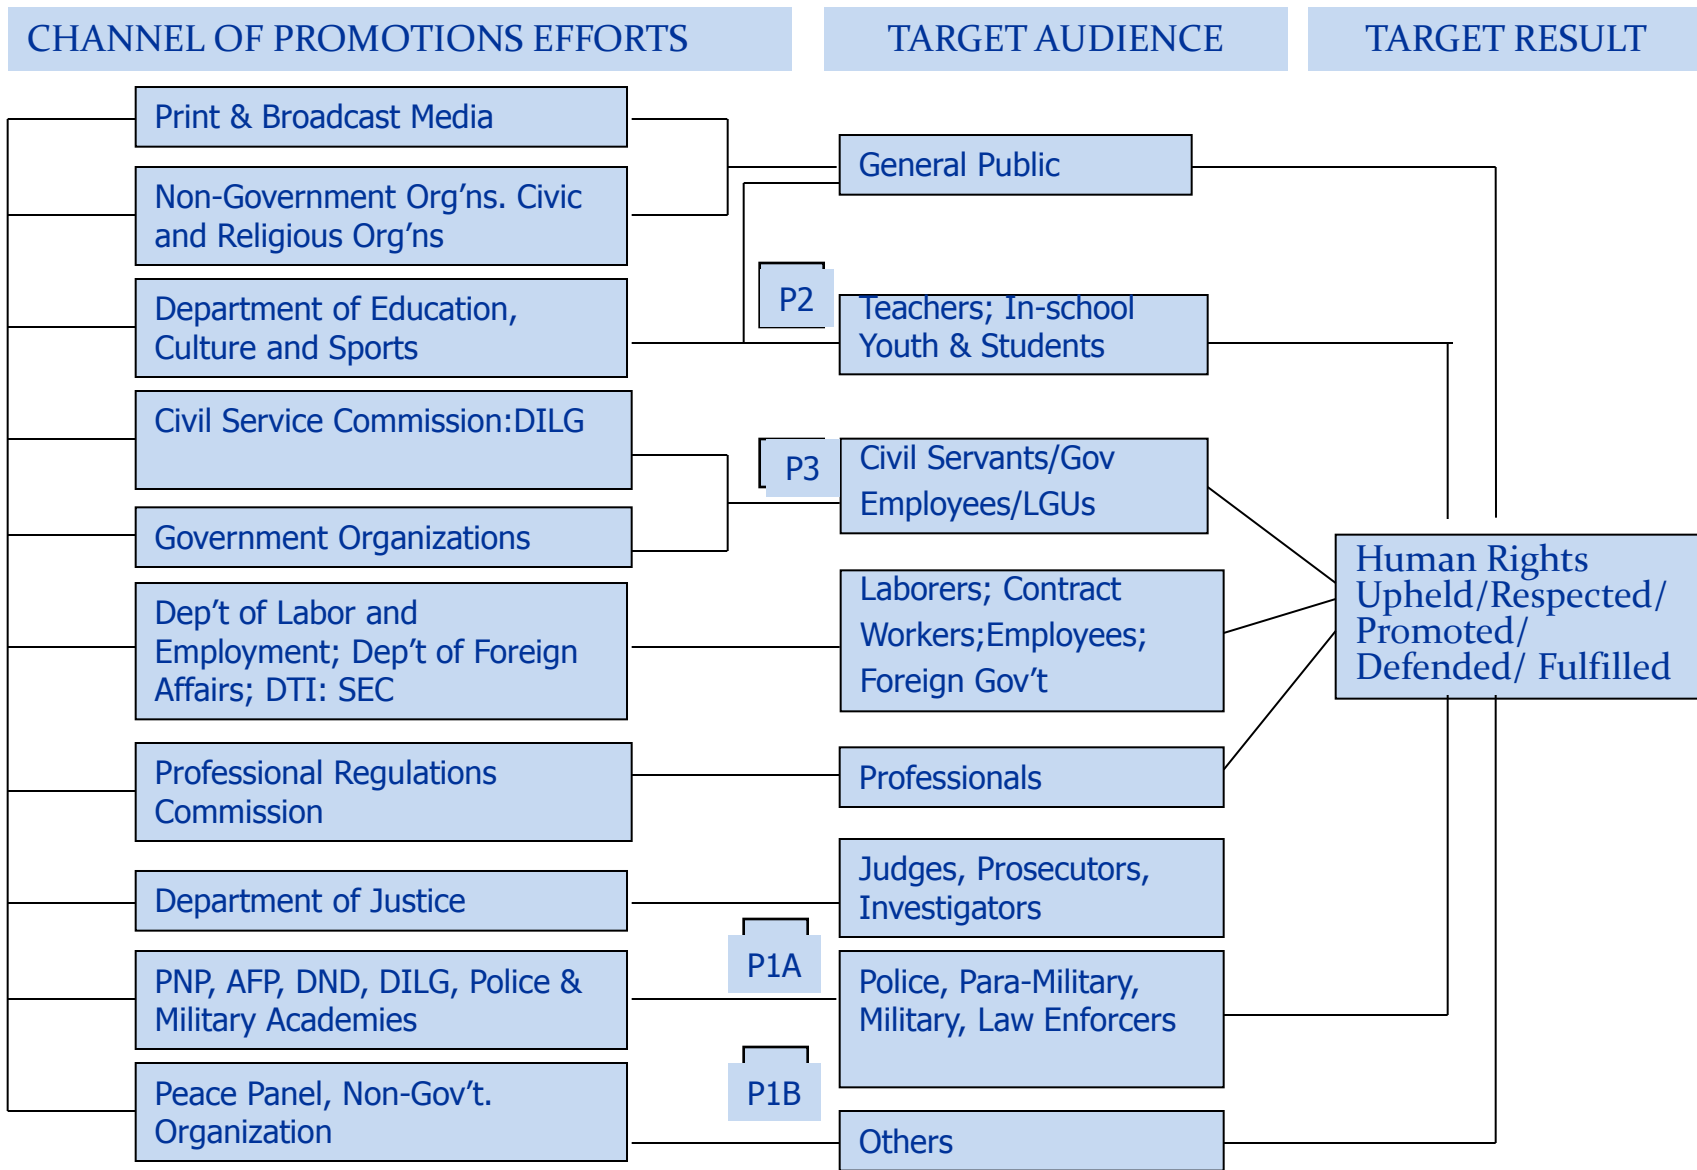 CHANNEL OF PROMOTIONS EFFORTS
TARGET AUDIENCE
TARGET RESULT
Print & Broadcast Media
Non-Government Org’ns. Civic
and Religious Org’ns
Department of Education,
Culture and Sports
Civil Service Commission:DILG
Government Organizations
Dep’t of Labor and
Employment; Dep’t of Foreign
Affairs; DTI: SEC
Professional Regulations
Commission
Department of Justice
PNP, AFP, DND, DILG, Police &
Military Academies
Peace Panel, Non-Gov’t.
Organization
General Public
P2
Teachers; In-school
Youth & Students
P3
Civil Servants/Gov
Employees/LGUs
Laborers; Contract
Workers;Employees;
Foreign Gov’t
Professionals
Judges, Prosecutors,
Investigators
P1A
Police, Para-Military,
Military, Law Enforcers
P1B
Others
Human Rights
Upheld/Respected/
Promoted/
Defended/ Fulfilled